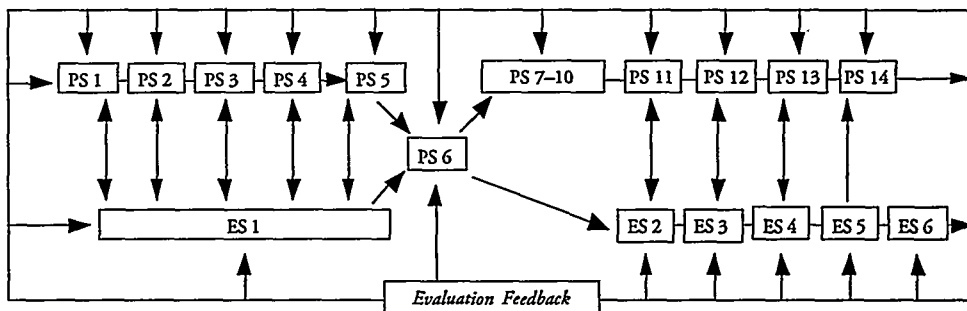 PS 1 PS 2 PS 3 PS 4 PS 5 PS 7–10 PS 11 PS 12 PS 13 PS 14
PS 6
ES 1 ES 2 ES 3 ES 4 ES 5 ES 6
Evaluation Feedback